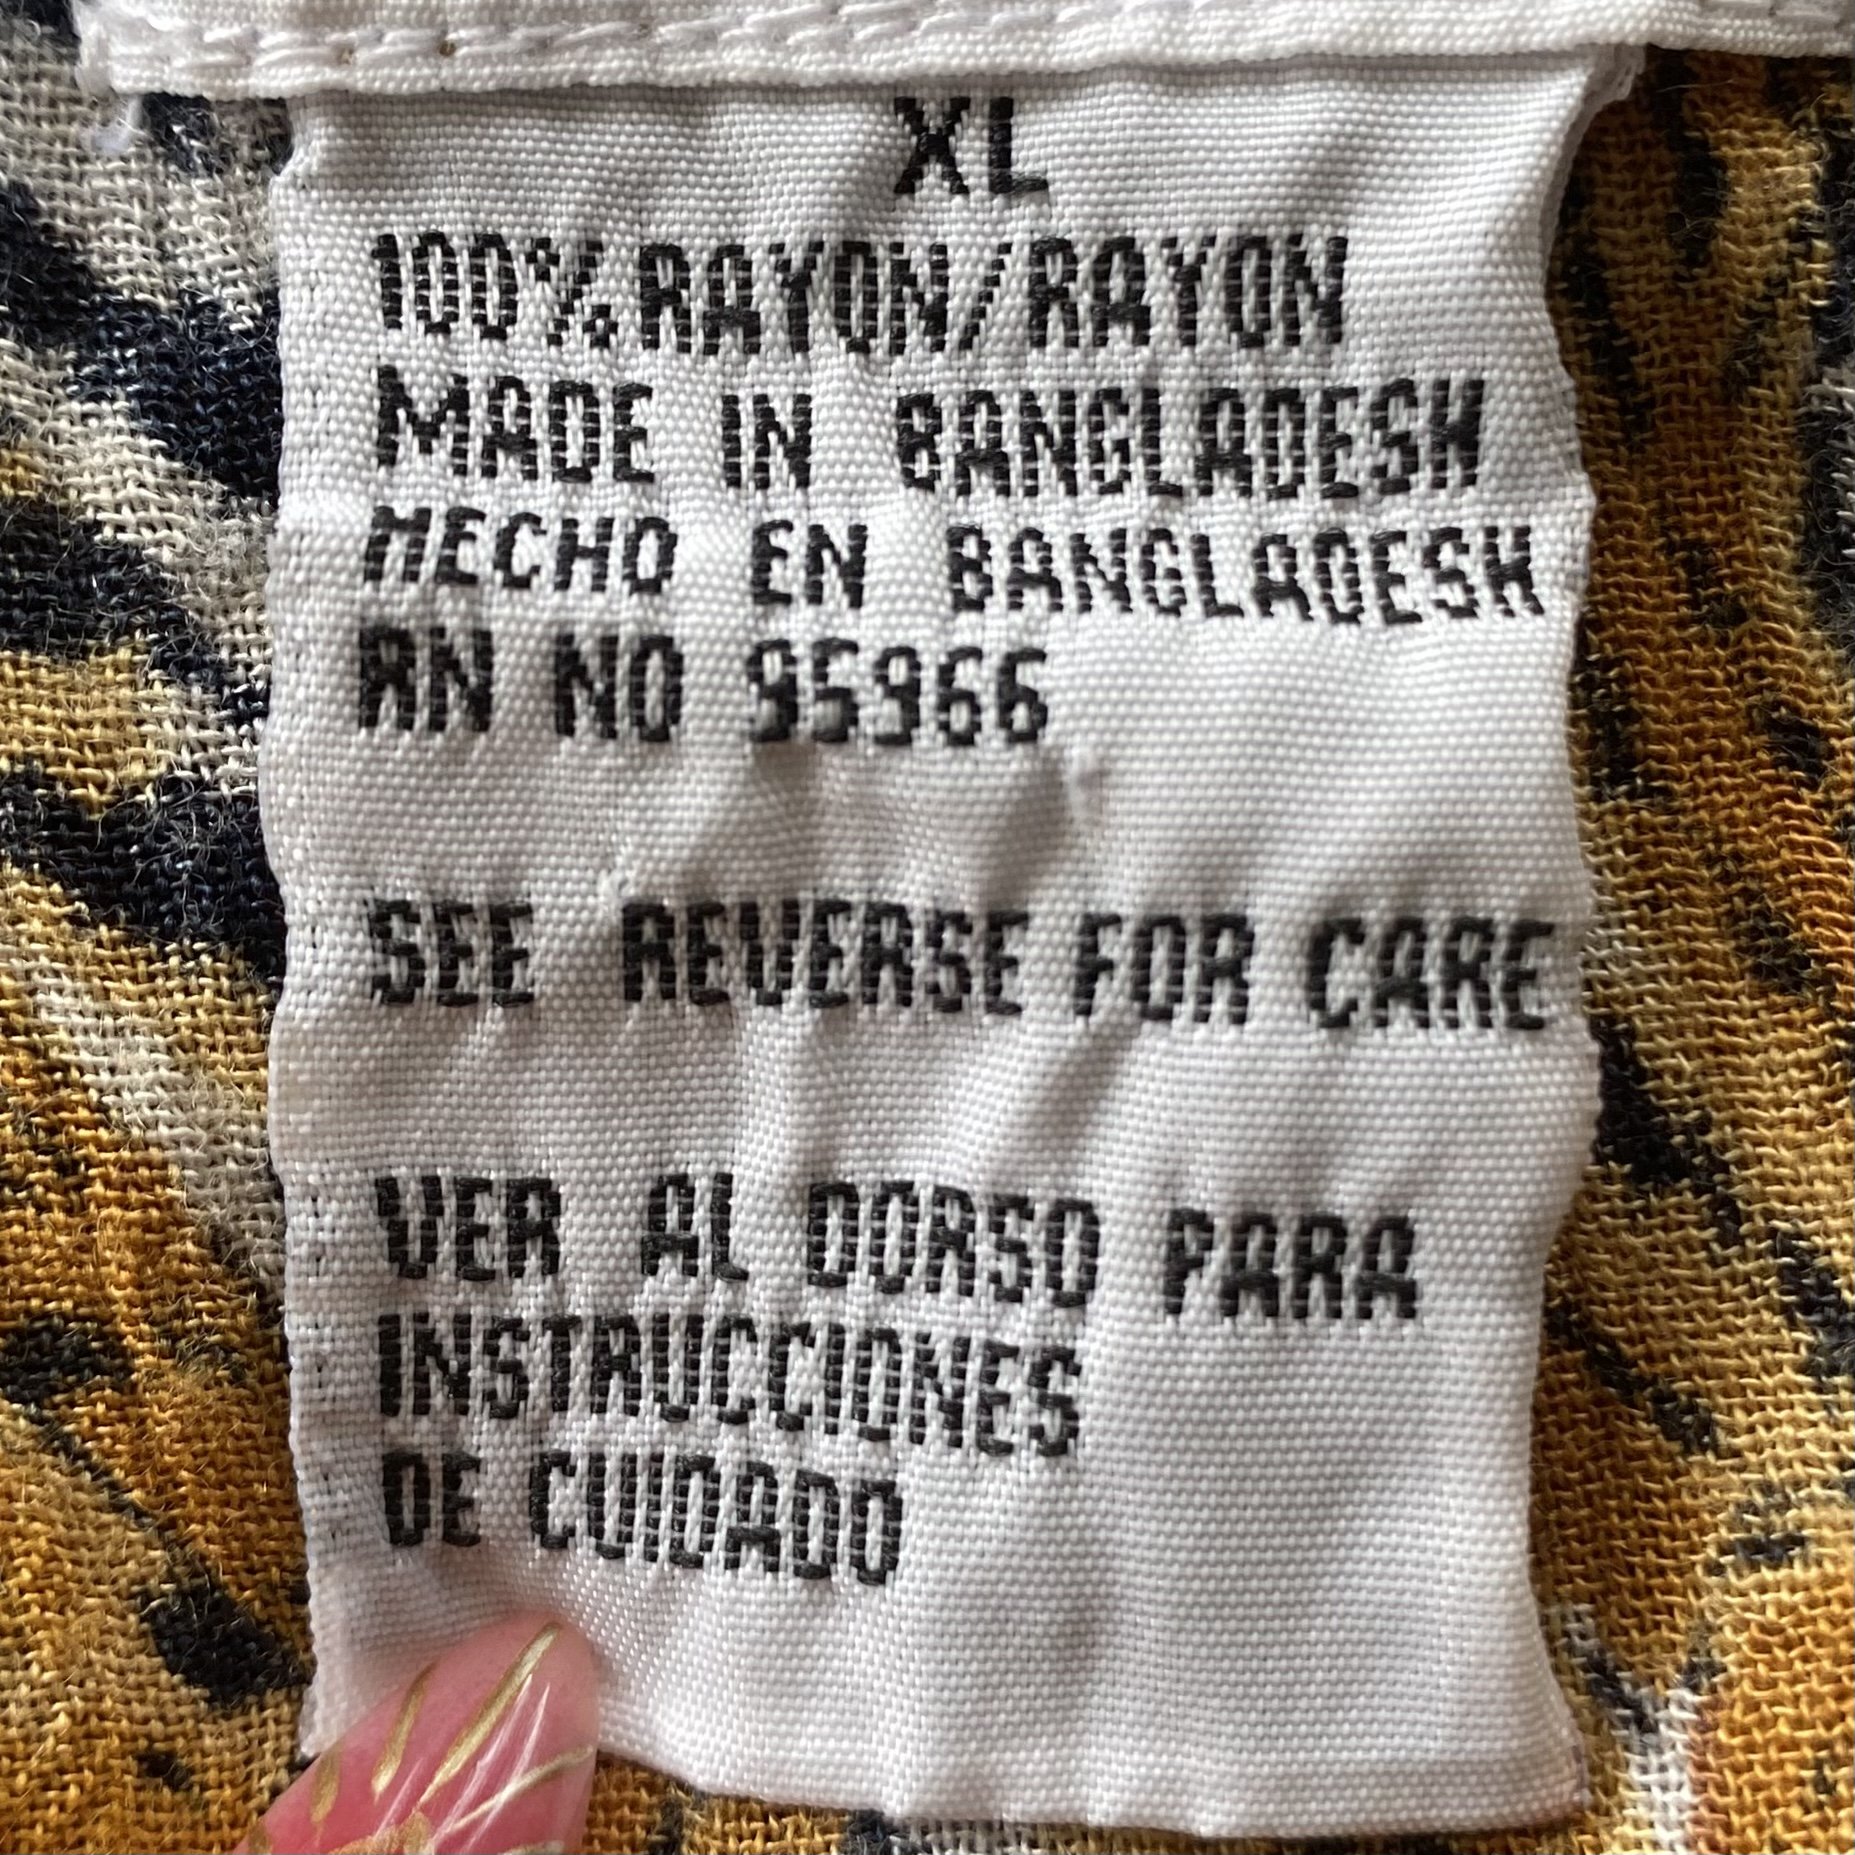 XL
100%RAYON/RAYON
MADE IN BANGLADESH
HECHO EN BANGLADESH
RN NO 95966
SEE REVERSE FOR CARE
VER AL DORSO PARA
INSTRUCCIONES
DE CUIDADO